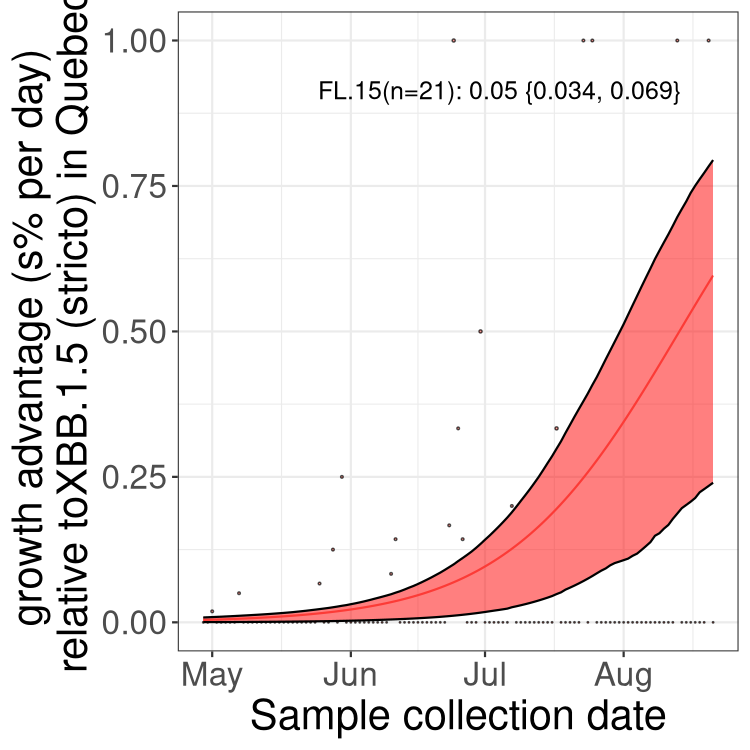 growth advantage (s% per day)
relative toXBB.1.5 (stricto) in Quebec
1.00
FL.15(n=21): 0.05 {0.034, 0.069}
0.75
0.50
0.25
0.00
May Jun Jul Aug
Sample collection date